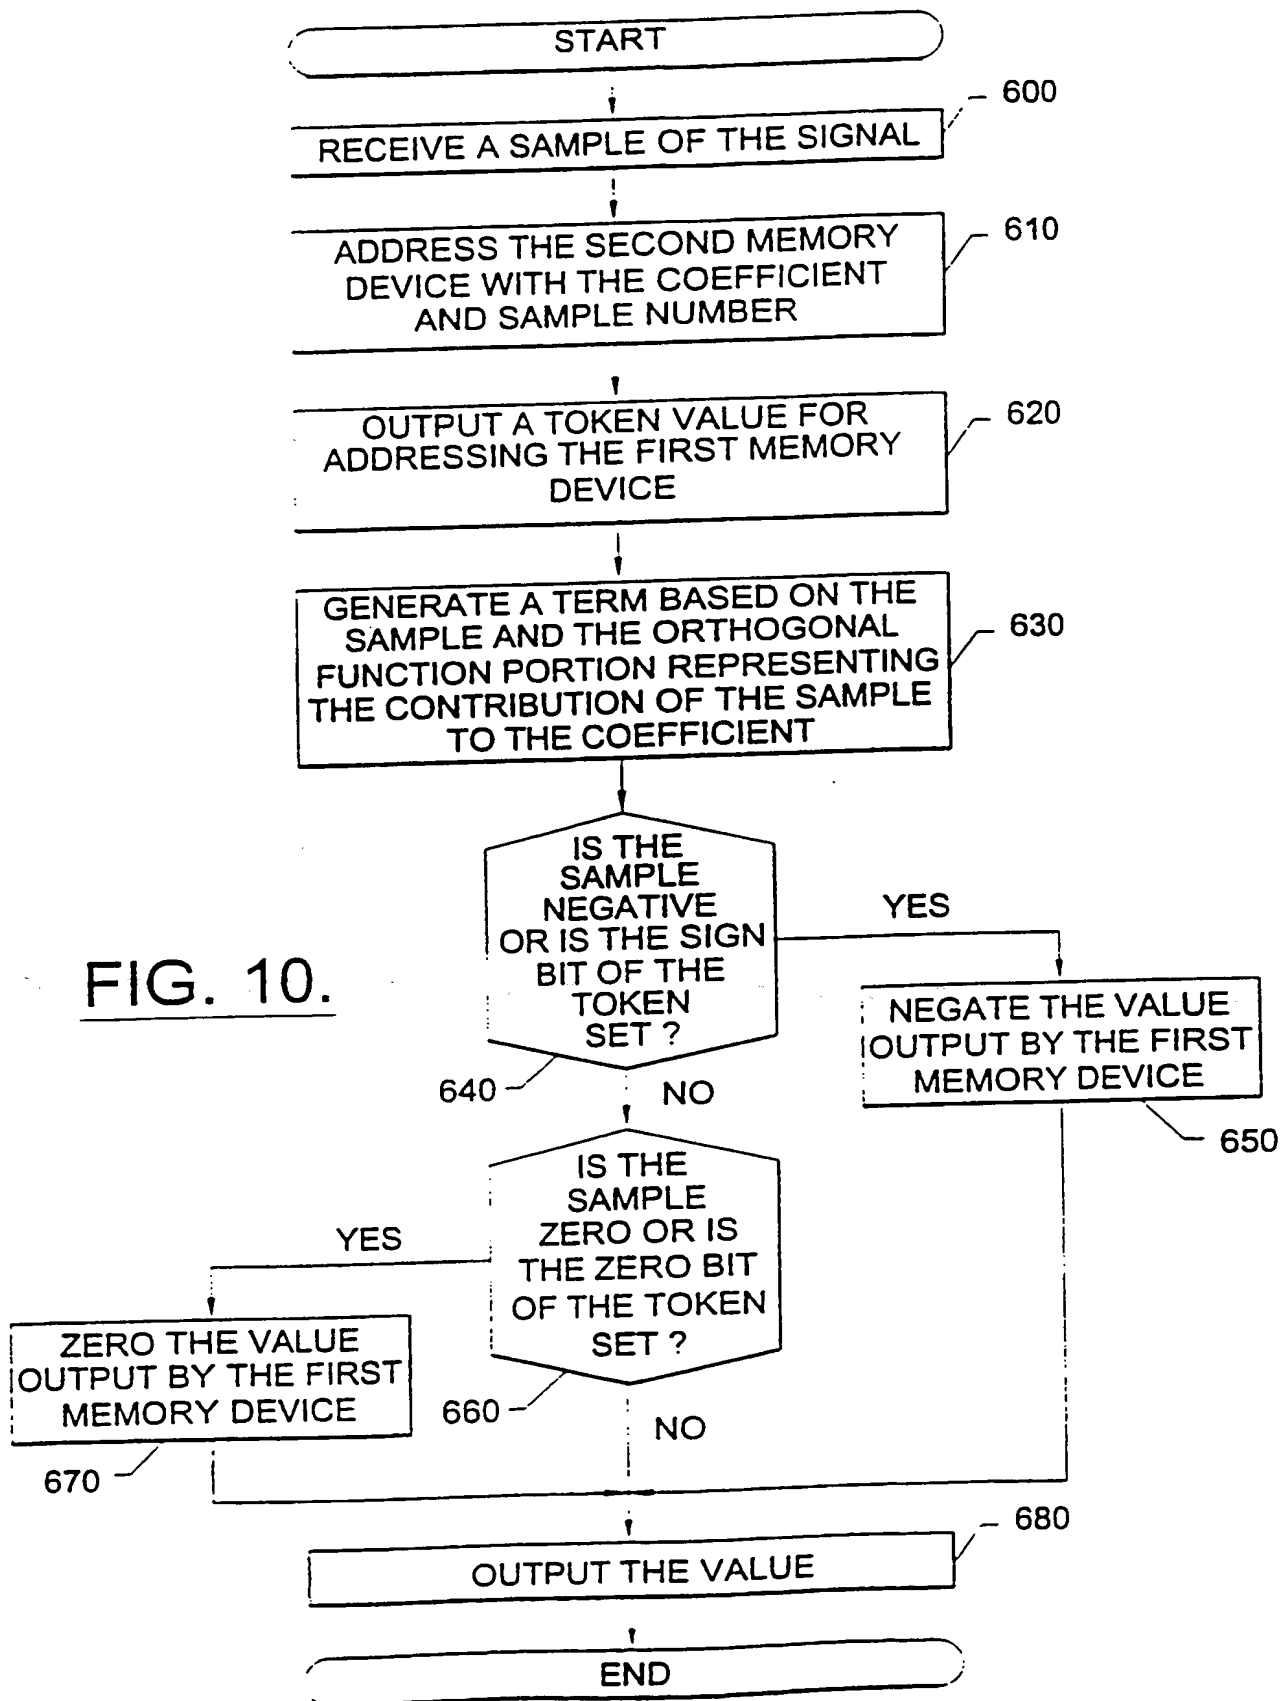 START
600
RECEIVE A SAMPLE OF THE SIGNAL
610
ADDRESS THE SECOND MEMORY
DEVICE WITH THE COEFFICIENT
AND SAMPLE NUMBER
620
OUTPUT A TOKEN VALUE FOR
ADDRESSING THE FIRST MEMORY
DEVICE
630
GENERATE A TERM BASED ON THE
SAMPLE AND THE ORTHOGONAL
FUNCTION PORTION REPRESENTING
THE CONTRIBUTION OF THE SAMPLE
TO THE COEFFICIENT
IS THE
SAMPLE
NEGATIVE
OR IS THE SIGN
BIT OF THE
TOKEN
SET ?
YES
640
NO
FIG. 10.
NEGATE THE VALUE
OUTPUT BY THE FIRST
MEMORY DEVICE
650
IS THE
SAMPLE
ZERO OR IS
THE ZERO BIT
OF THE TOKEN
SET ?
YES
660
NO
ZERO THE VALUE
OUTPUT BY THE FIRST
MEMORY DEVICE
670
680
OUTPUT THE VALUE
END